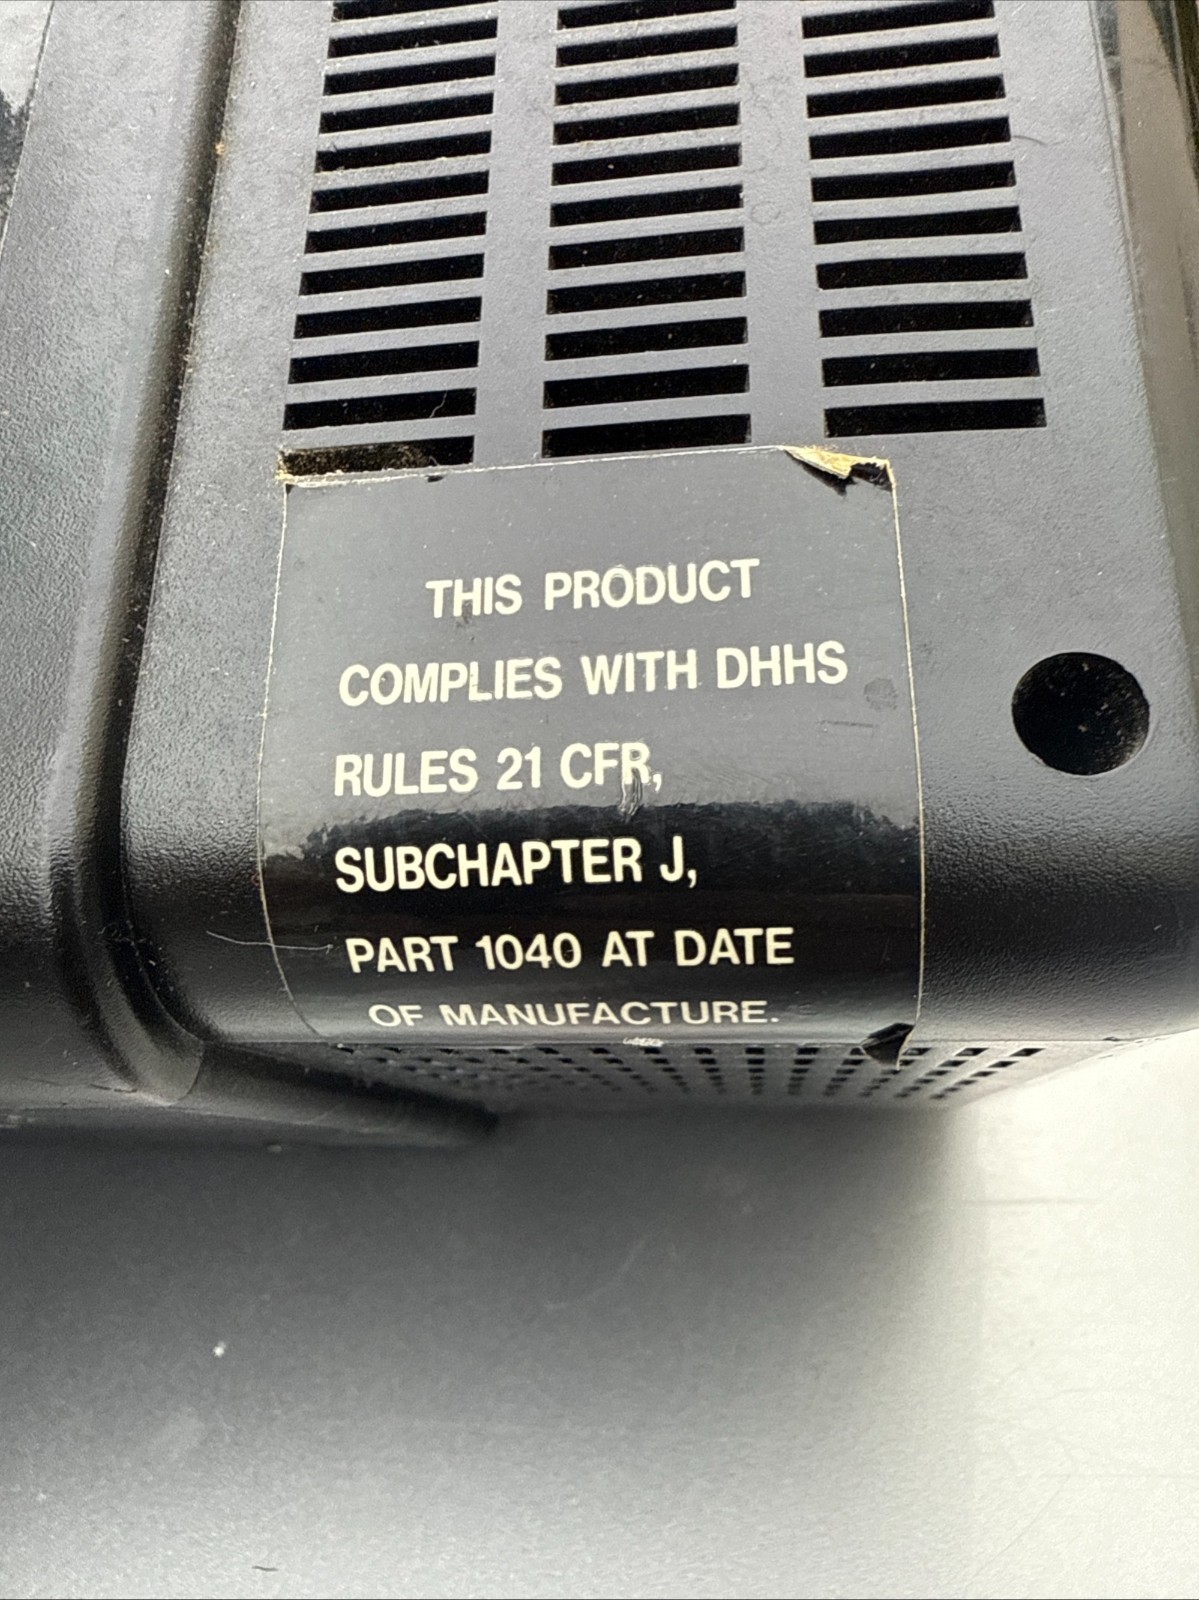 THIS PRODUCT
COMPLIES WITH DHHS
RULES 21 CFR,
SUBCHAPTER J,
PART 1040 AT DATE
OF MANUFACTURE.